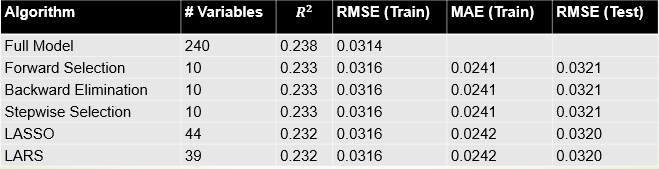 Algorithm # Variables R² RMSE (Train) MAE (Train) RMSE (Test)
Full Model 240 0.238 0.0314
Forward Selection 10 0.233 0.0316 0.0241 0.0321
Backward Elimination 10 0.233 0.0316 0.0241 0.0321
Stepwise Selection 10 0.233 0.0316 0.0241 0.0321
LASSO 44 0.232 0.0316 0.0242 0.0320
LARS 39 0.232 0.0316 0.0242 0.0320